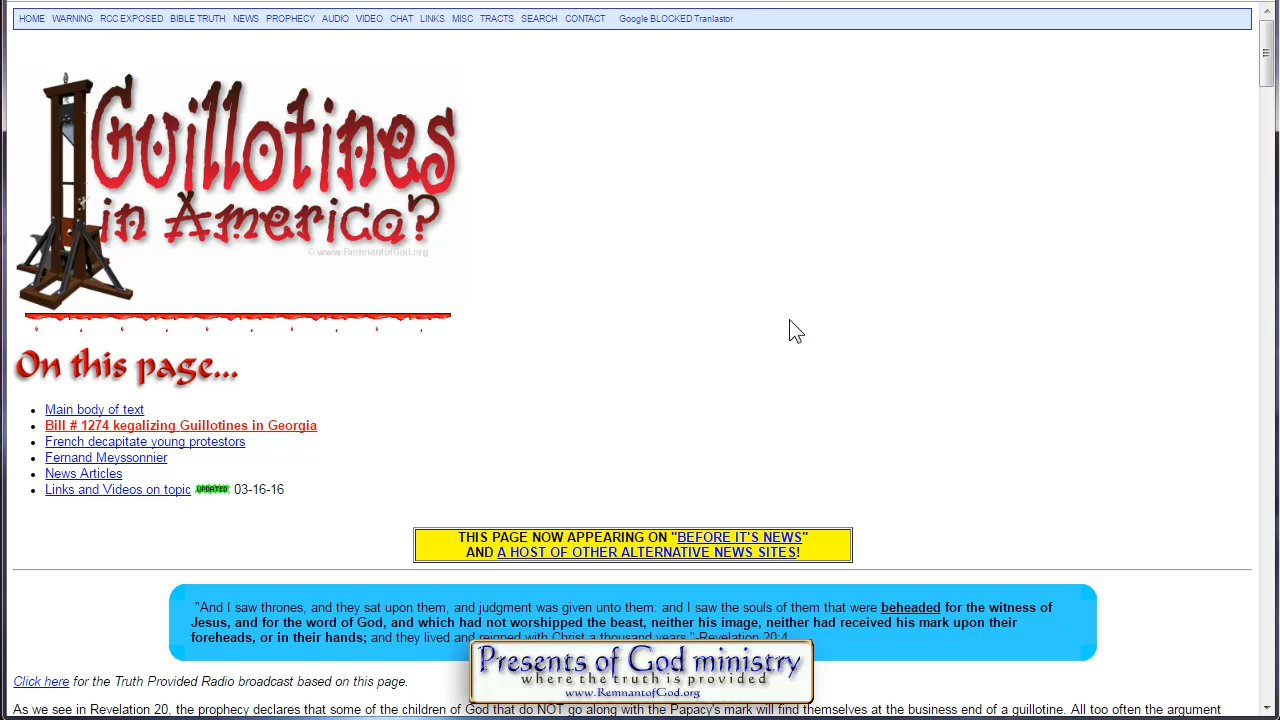 HOME WARNING RCC EXPOSED BIBLE TRUTH NEWS PROPHECY AUDIO VIDEO CHAT LINKS MISC TRACTS SEARCH CONTACT Google BLOCKED Tranlastor
Guillotines
in America?
© www.RemnantofGod.org
On this page...
Main body of text
Bill # 1274 kegalizing Guillotines in Georgia
French decapitate young protestors
Fernand Meyssonnier
News Articles
Links and Videos on topic UPDATED 03-16-16
THIS PAGE NOW APPEARING ON "BEFORE IT'S NEWS"
AND A HOST OF OTHER ALTERNATIVE NEWS SITES!
"And I saw thrones, and they sat upon them, and judgment was given unto them: and I saw the souls of them that were beheaded for the witness of
Jesus, and for the word of God, and which had not worshipped the beast, neither his image, neither had received his mark upon their
foreheads, or in their hands; and they lived and reigned with Christ a thousand years." -Revelation 20:4
Presents of God ministry
where the truth is provided
www.RemnantofGod.org
Click here for the Truth Provided Radio broadcast based on this page.
As we see in Revelation 20, the prophecy declares that some of the children of God that do NOT go along with the Papacy's mark will find themselves at the business end of a guillotine. All too often the argument